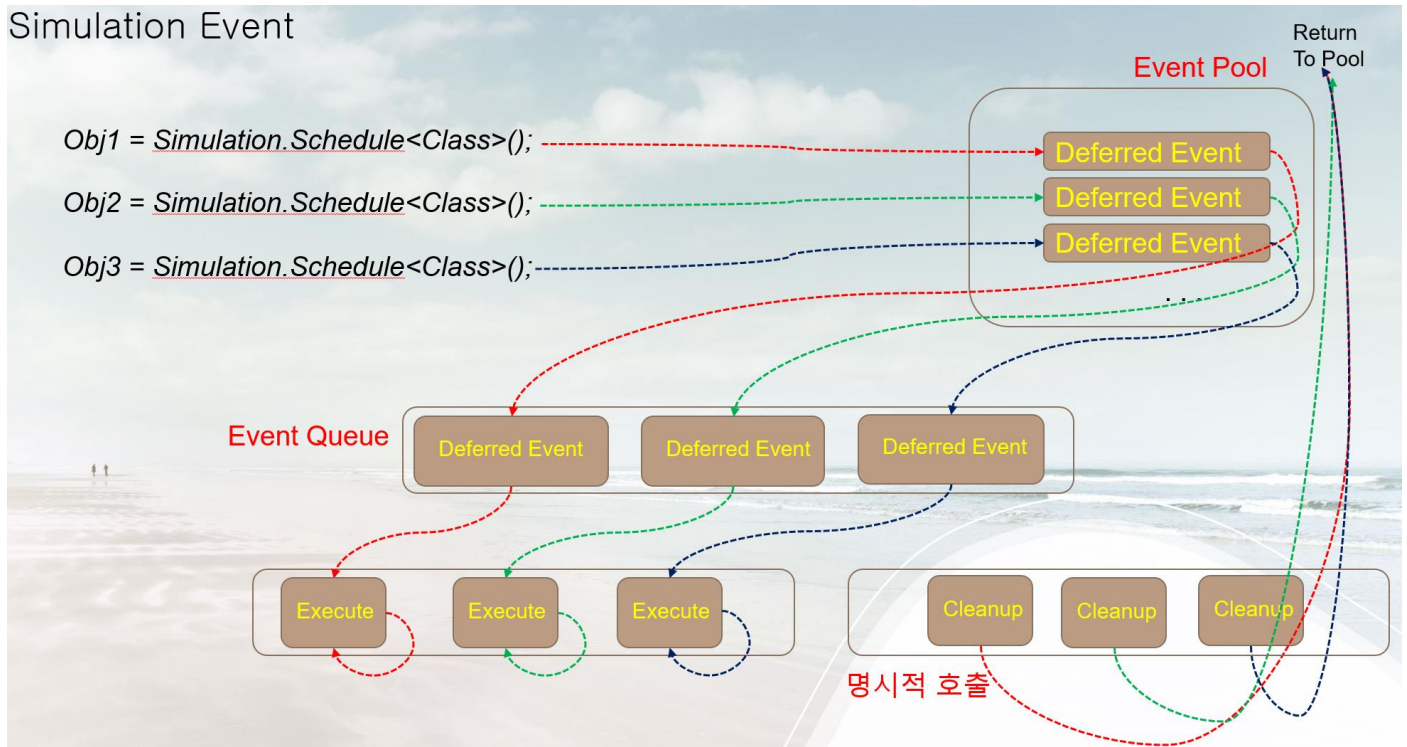 Simulation Event
Return
To Pool
Event Pool
Obj1 = Simulation.Schedule<Class>();
Deferred Event
Obj2 = Simulation.Schedule<Class>();
Deferred Event
Obj3 = Simulation.Schedule<Class>();
Deferred Event
...
Event Queue
Deferred Event
Deferred Event
Deferred Event
Execute
Execute
Execute
Cleanup
Cleanup
Cleanup
명시적 호출